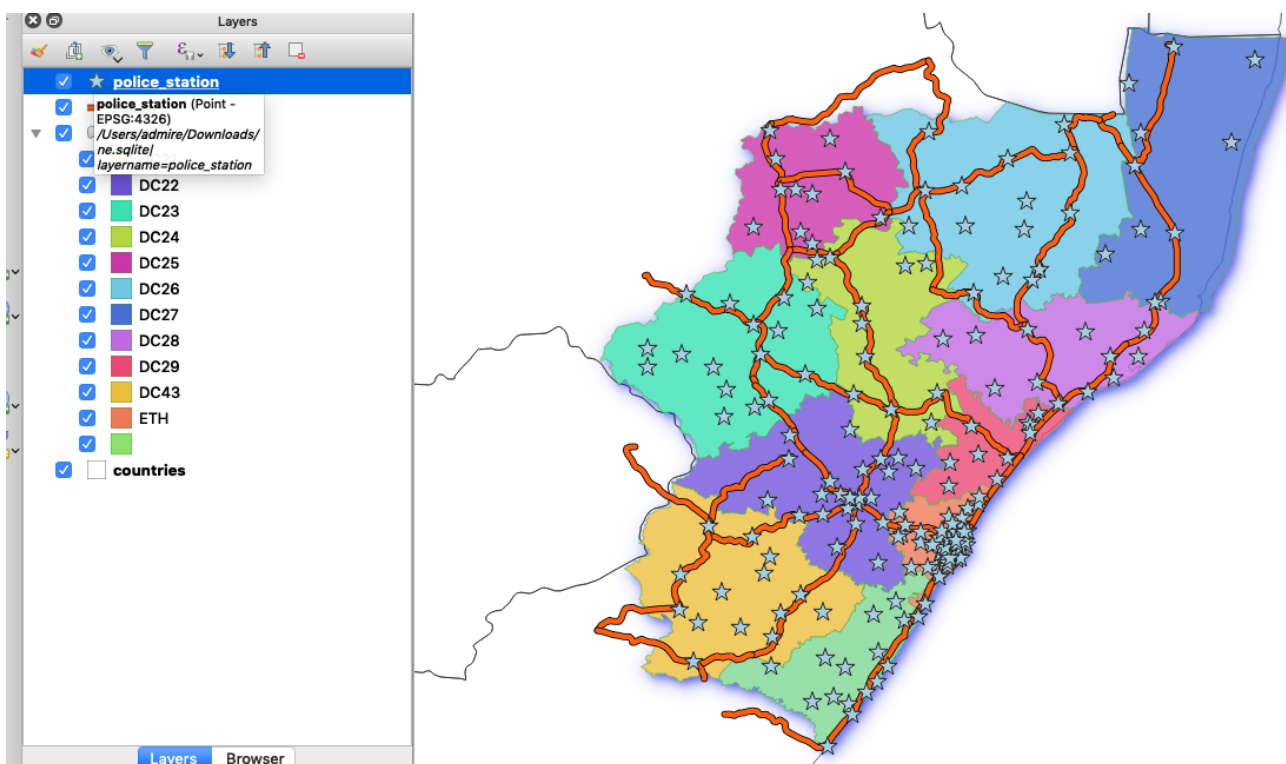 Layers
police_station
police_station (Point -
EPSG:4326)
/Users/admire/Downloads/
ne.sqlite|
layername=police_station
DC22
DC23
DC24
DC25
DC26
DC27
DC28
DC29
DC43
ETH
countries
Layers Browser